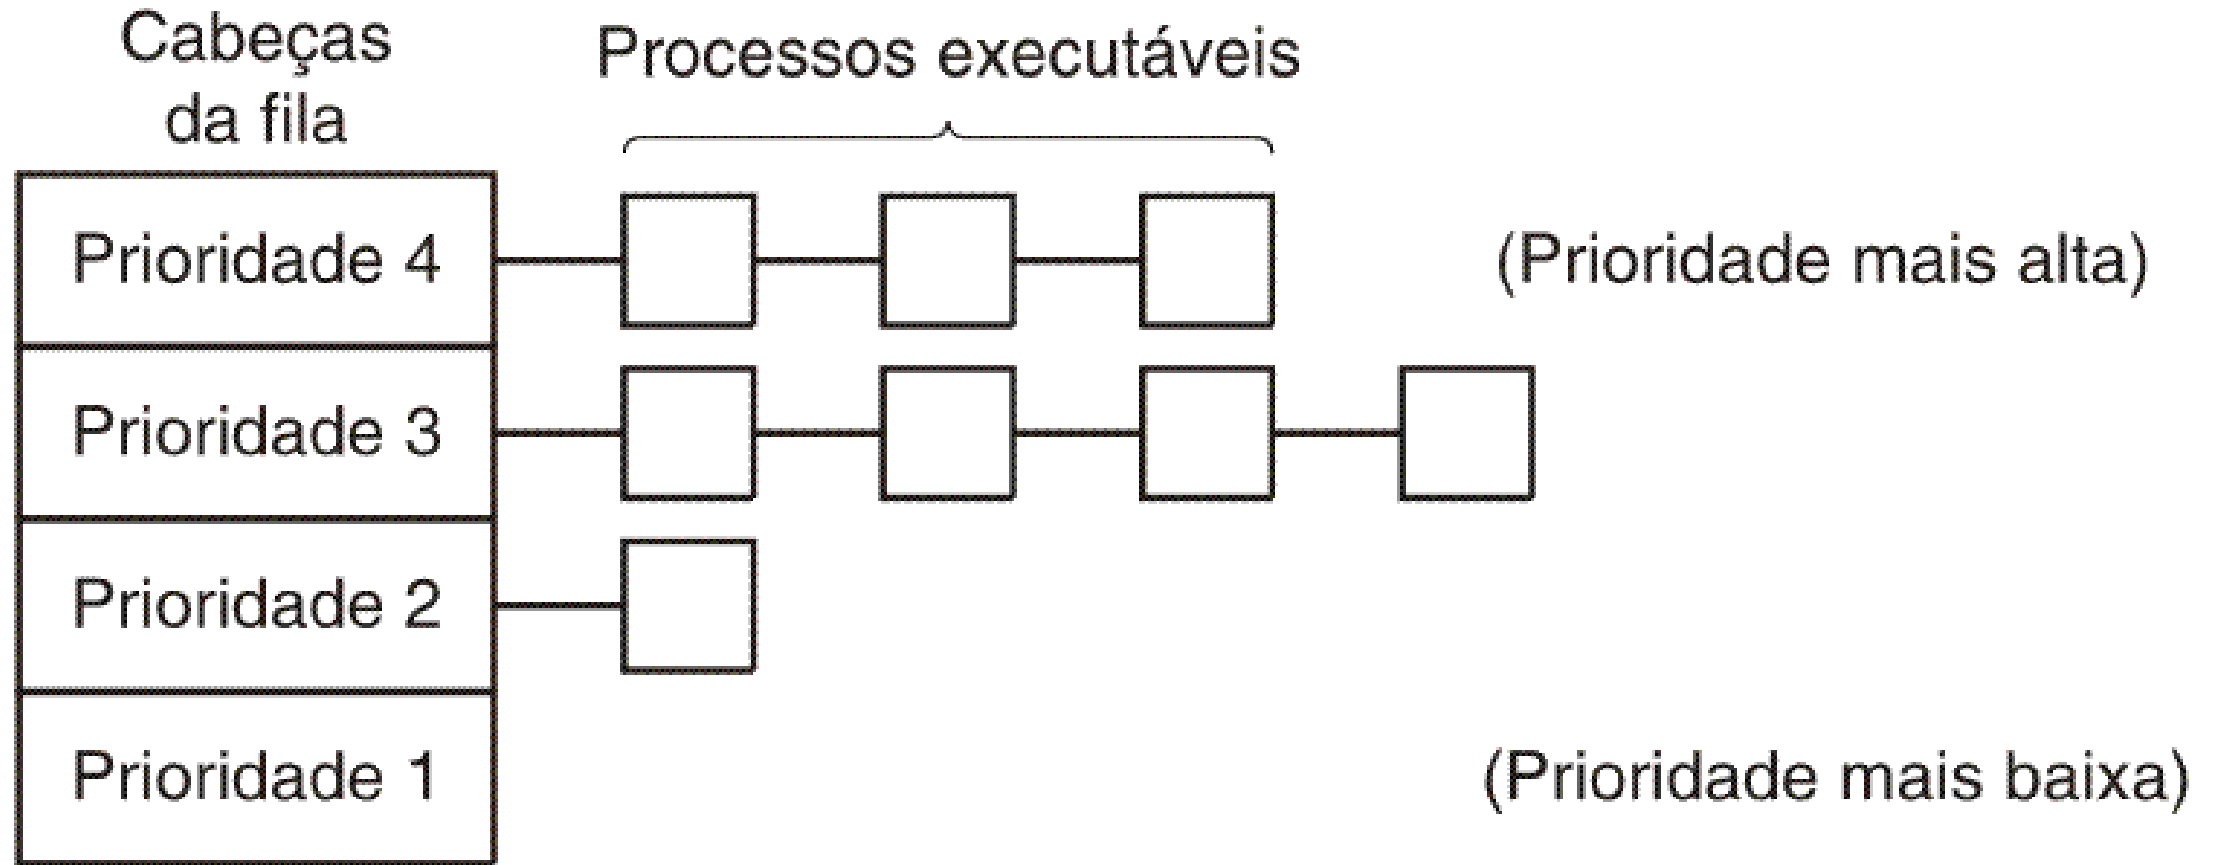 Cabeças
da fila
Processos executáveis
Prioridade 4
(Prioridade mais alta)
Prioridade 3
Prioridade 2
Prioridade 1
(Prioridade mais baixa)